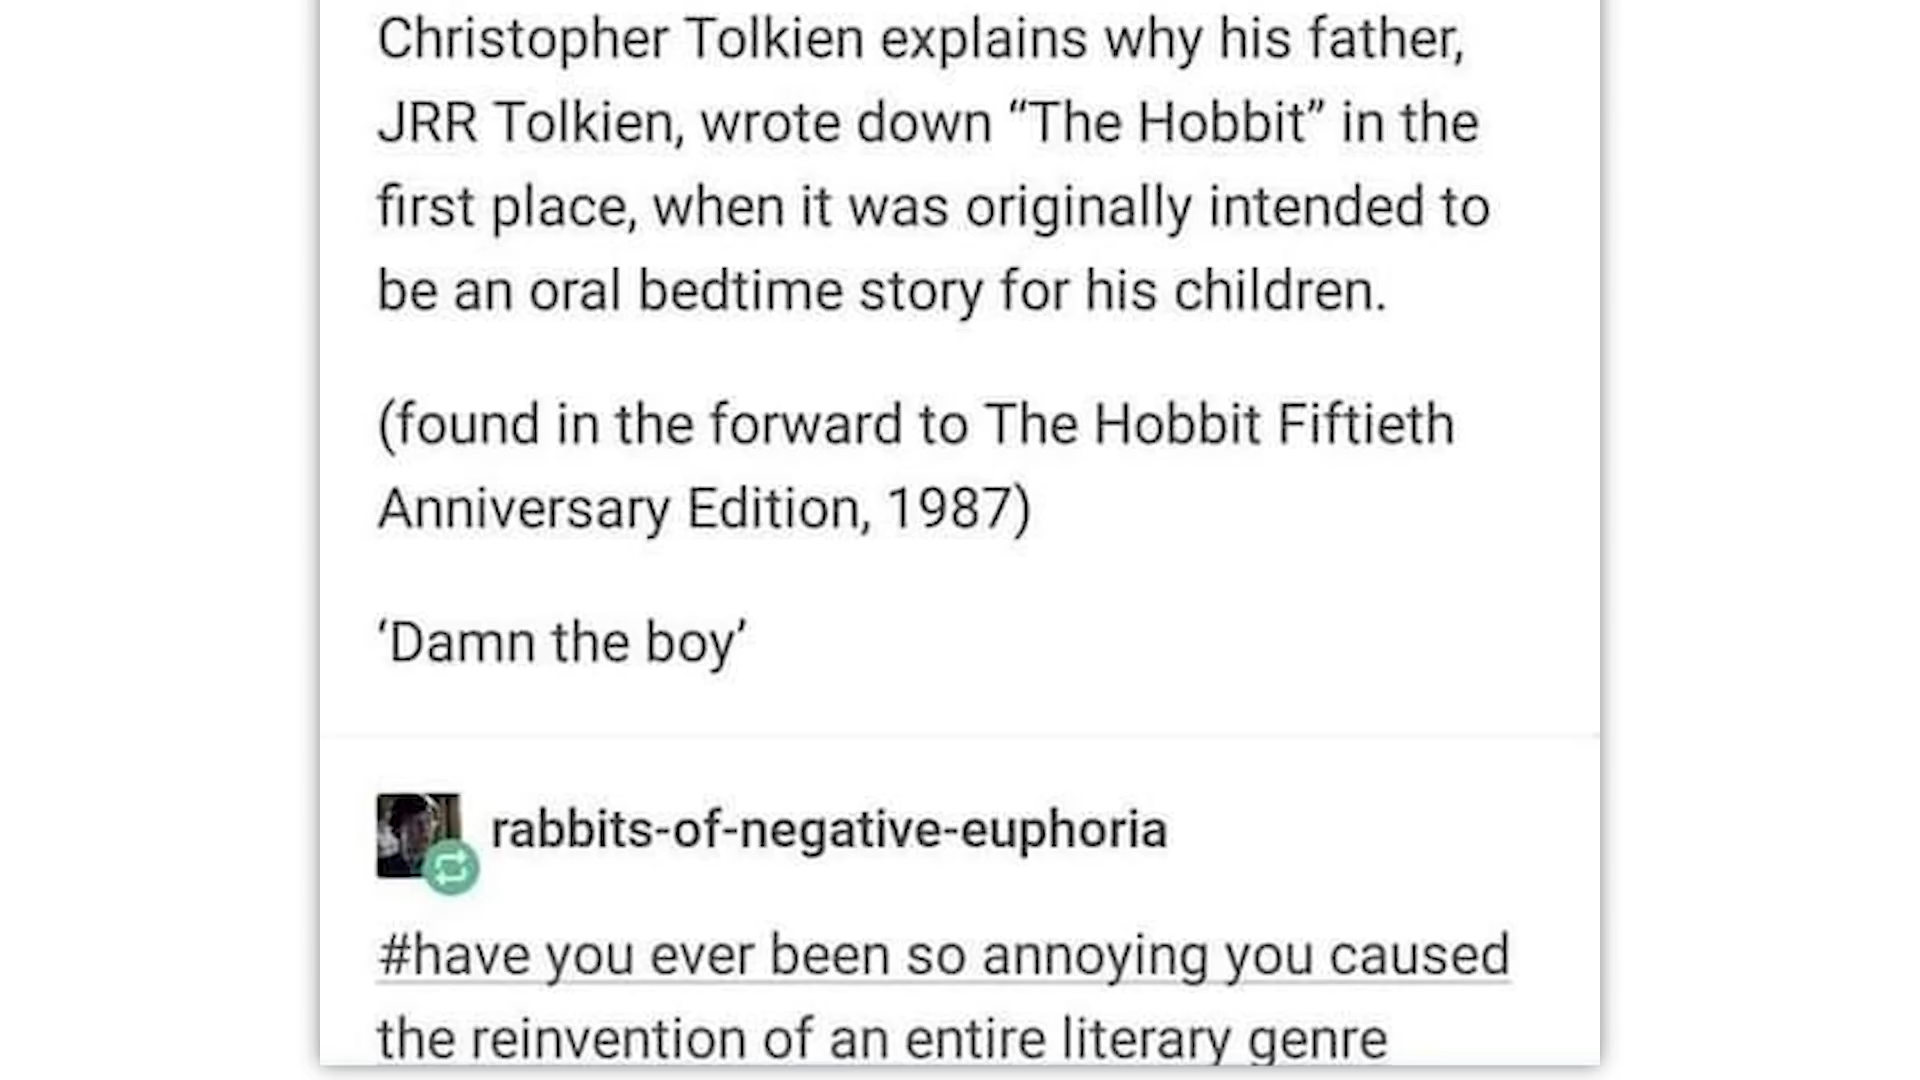 Christopher Tolkien explains why his father,
JRR Tolkien, wrote down “The Hobbit” in the
first place, when it was originally intended to
be an oral bedtime story for his children.
(found in the forward to The Hobbit Fiftieth
Anniversary Edition, 1987)
‘Damn the boy’
rabbits-of-negative-euphoria
#have you ever been so annoying you caused
the reinvention of an entire literary genre